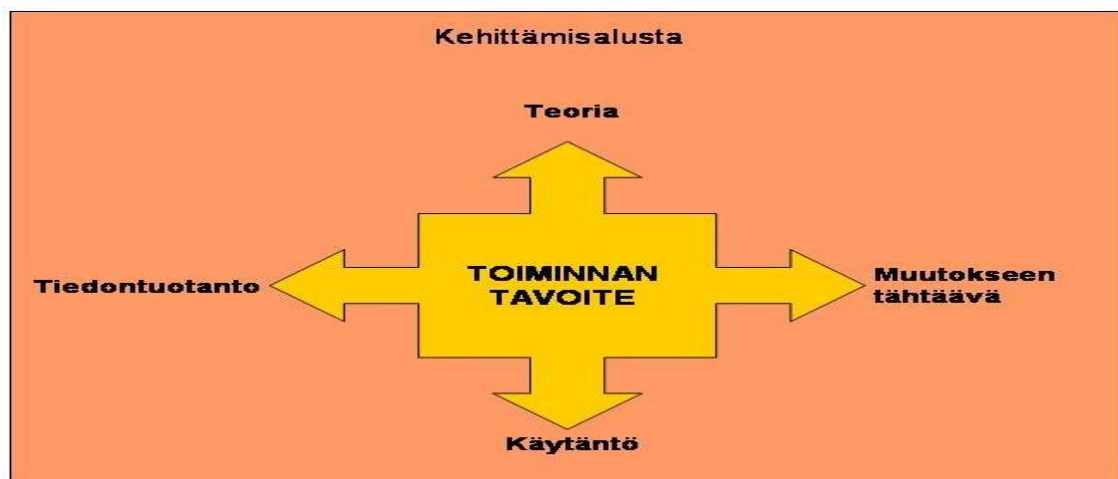 Kehittämisalusta
Teoria
Tiedontuotanto
TOIMINNAN
TAVOITE
Muutokseen
tähtäävä
Käytäntö